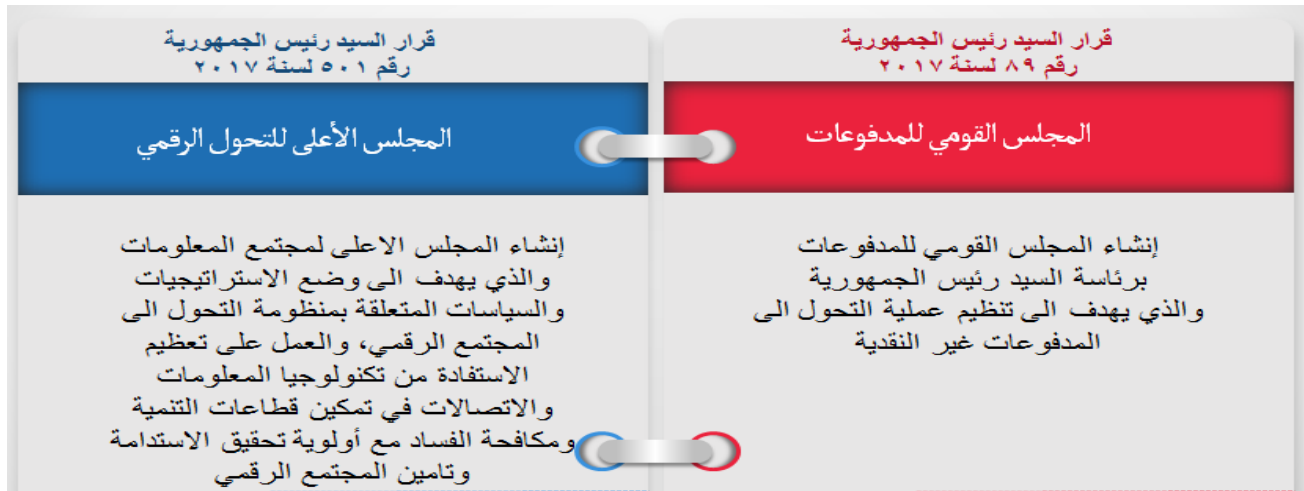 قرار السيد رئيس الجمهورية
رقم ٨٩ لسنة ٢٠١٧
المجلس القومي للمدفوعات
إنشاء المجلس القومي للمدفوعات
برئاسة السيد رئيس الجمهورية
والذي يهدف الى تنظيم عملية التحول الى
المدفوعات غير النقدية
قرار السيد رئيس الجمهورية
رقم ٥٠١ لسنة ٢٠١٧
المجلس الأعلى للتحول الرقمي
إنشاء المجلس الاعلى لمجتمع المعلومات
والذي يهدف الى وضع الاستراتيجيات
والسياسات المتعلقة بمنظومة التحول الى
المجتمع الرقمي، والعمل على تعظيم
الاستفادة من تكنولوجيا المعلومات
والاتصالات في تمكين قطاعات التنمية
ومكافحة الفساد مع أولوية تحقيق الاستدامة
وتامين المجتمع الرقمي